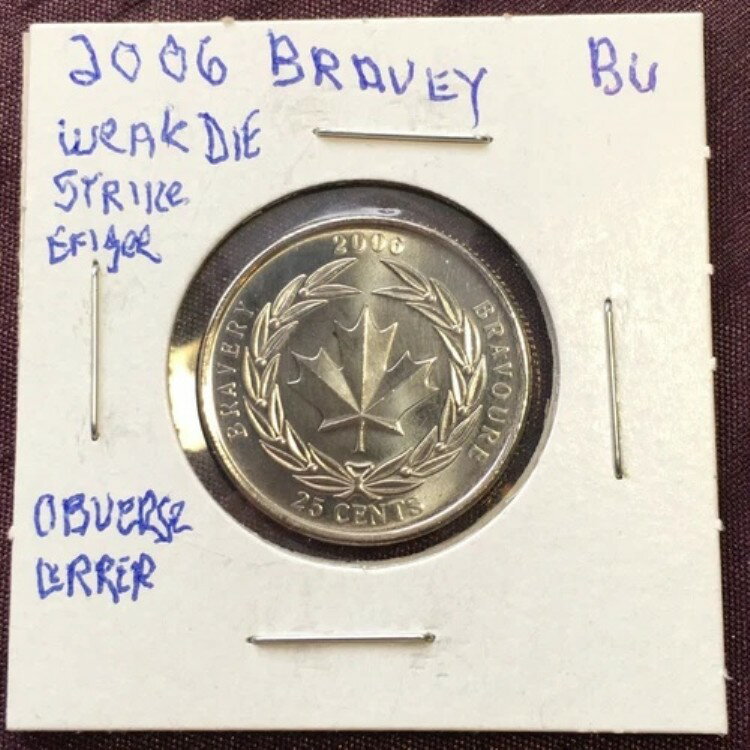 2006 BRAVEY BU
WEAK DIE
STRIKE
EFIGEE
2006
BRAVERY
BRAVOURE
25 CENTS
OBVERSE
ERRER